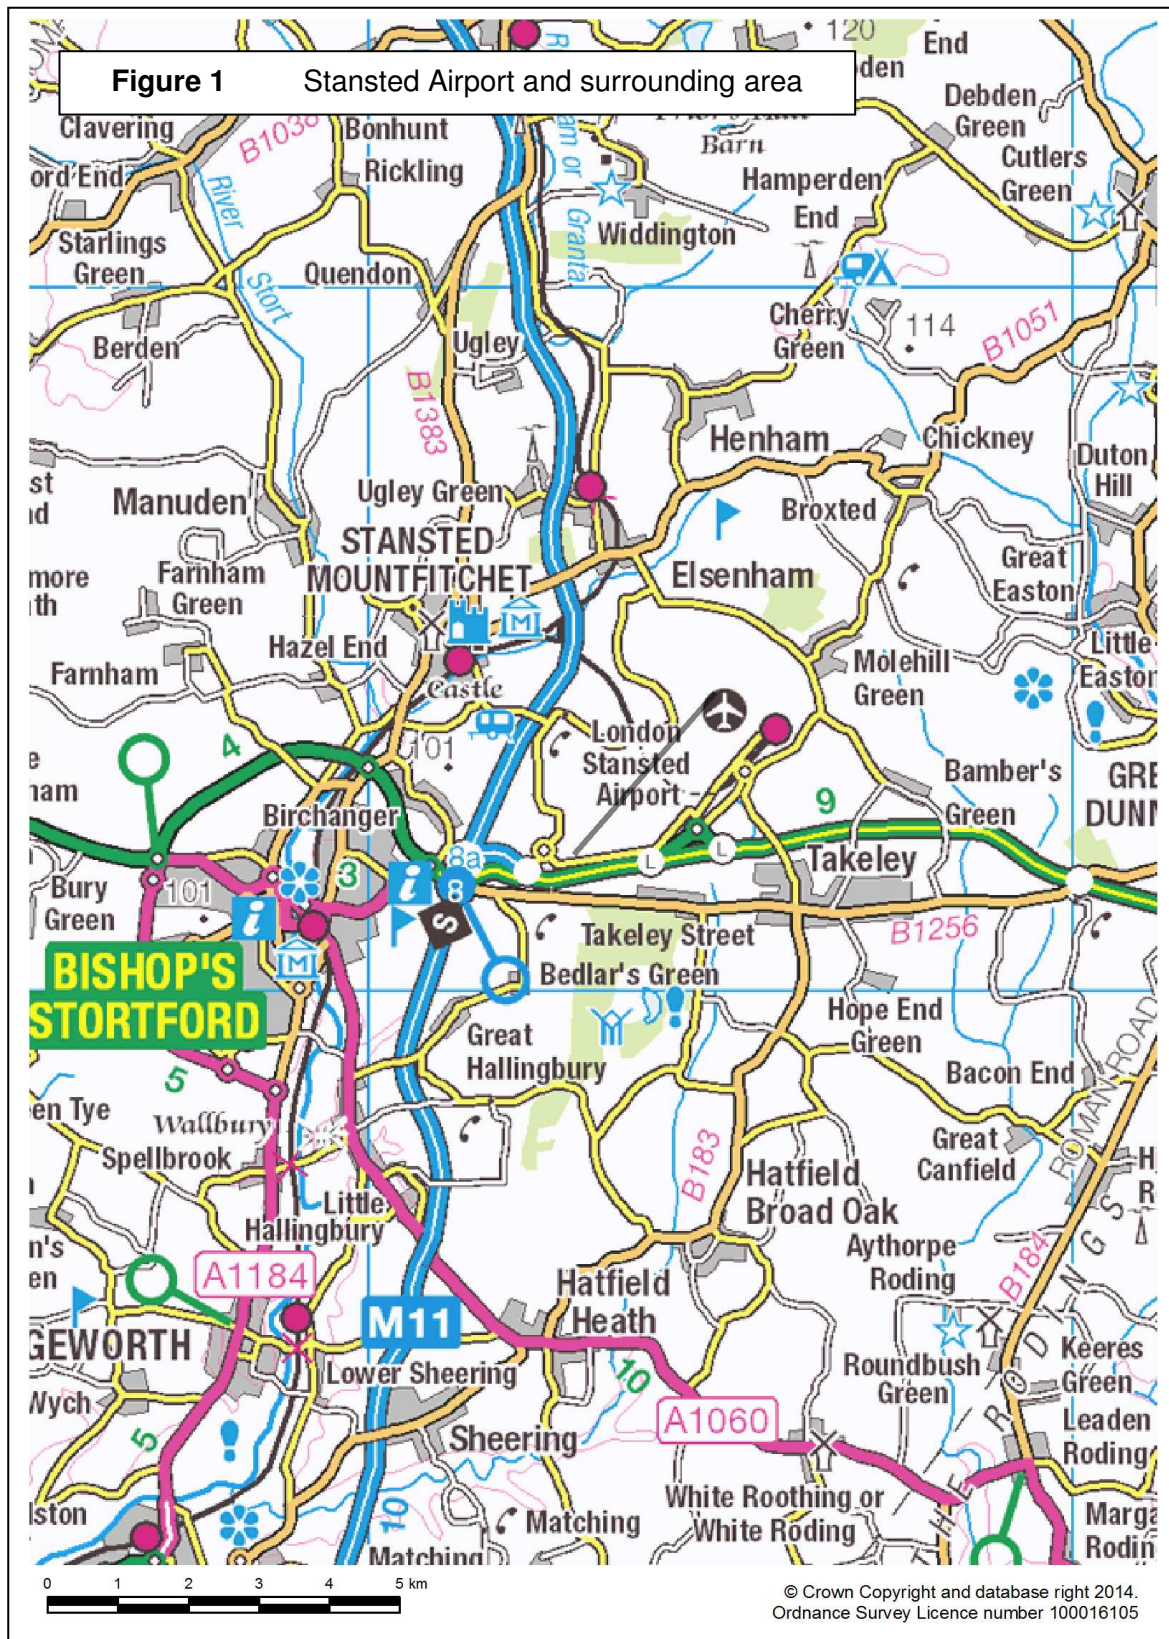 Figure 1 Stansted Airport and surrounding area
120
End
Debden
Green
Clavering
B1038
Bonhunt
Barn
Cutlers
Green
Rickling
Hamperden
End
River
Stort
Granta
Widdington
Starlings
Green
Quendon
Cherry
Green
114
B1051
Berden
Ugley
B1383
Henham
Chickney
Duton
Hill
Manuden
Ugley Green
Broxted
STANSTED
MOUNTFITCHET
Great
Easton
Farnham
Green
Elsenham
M
Hazel End
Molehill
Green
Little
Easton
Farnham
Castle
4
101
London
Stansted
Airport
Bamber's
Green
9
Birchanger
8a
8
L
L
Takeley
3
i
Bury
Green
101
i
S
M
Takeley Street
B1256
BISHOP'S
STORTFORD
Bedlar's Green
Hope End
Green
Great
Hallingbury
5
Bacon End
ROMAN ROAD
Wallbury
Great
Canfield
B183
Spellbrook
Hatfield
Broad Oak
Little
Hallingbury
Aythorpe
Roding
B184
A1184
Hatfield
Heath
M11
GEWORTH
Lower Sheering
10
Roundbush
Green
Keeres
Green
A1060
Leaden
Roding
5
Sheering
White Roothing or
White Roding
10
Matching
Matching
0 1 2 3 4 5 km
© Crown Copyright and database right 2014.
Ordnance Survey Licence number 100016105